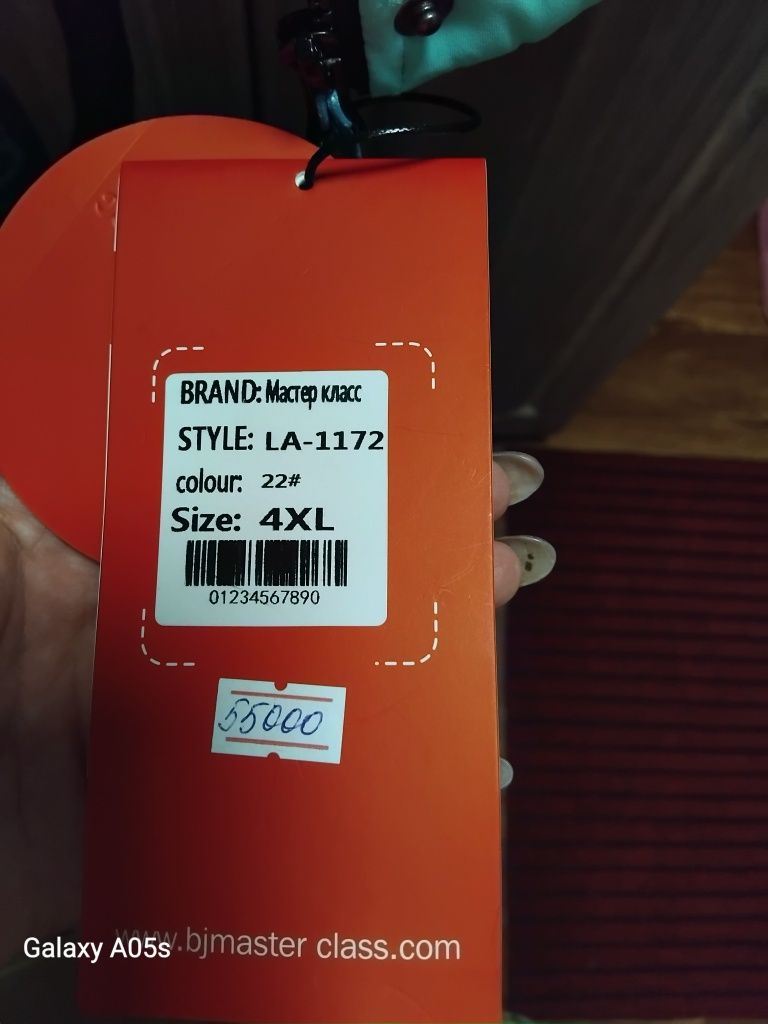 BRAND: Мастер класс
STYLE: LA-1172
colour: 22#
Size: 4XL
01234567890
55000
www.bjmaster class.com
Galaxy A05s